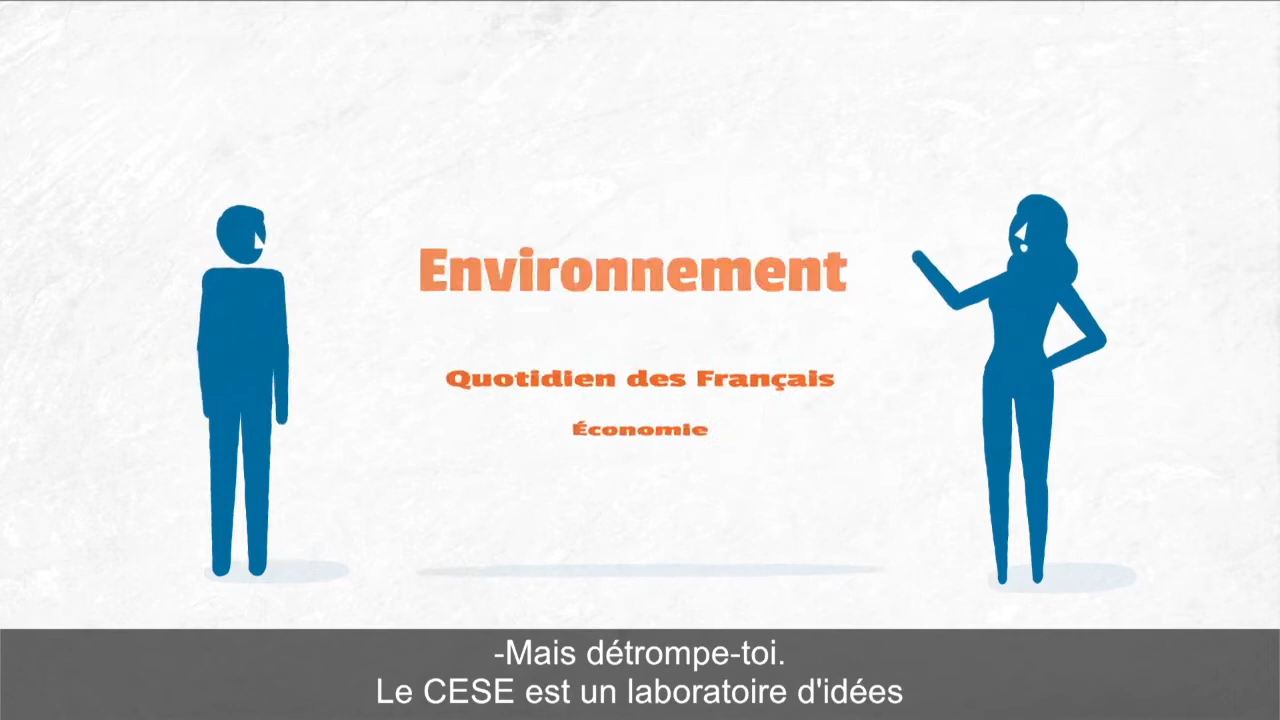 Environnement
Quotidien des Français
Économie
-Mais détrompe-toi.
Le CESE est un laboratoire d'idées